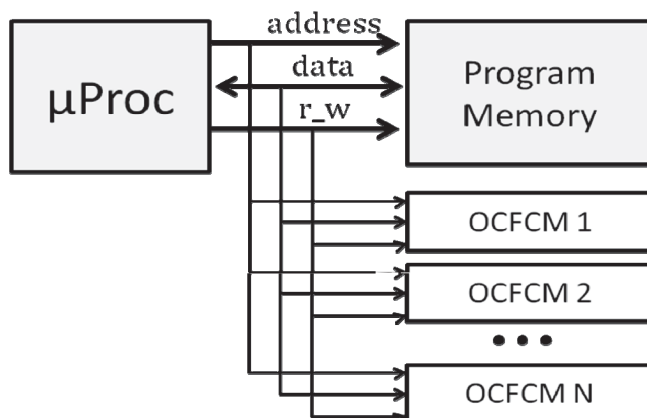 address
data
r_w
μProc
Program
Memory
OCFCM 1
OCFCM 2
•••
OCFCM N